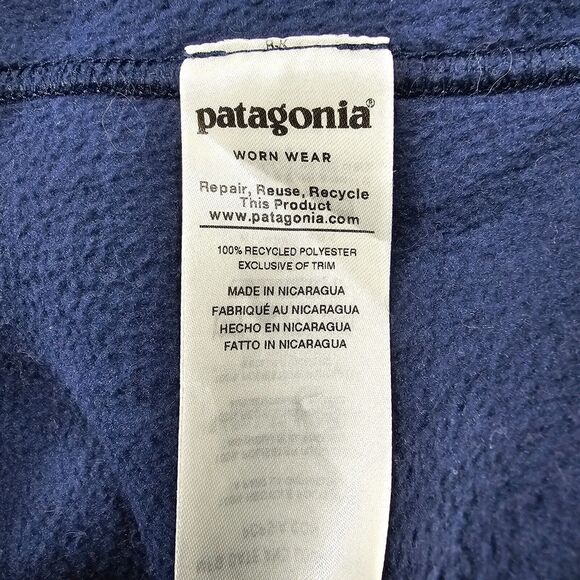 patagonia®
WORN WEAR
Repair, Reuse, Recycle
This Product
www.patagonia.com
100% RECYCLED POLYESTER
EXCLUSIVE OF TRIM
MADE IN NICARAGUA
FABRIQUÉ AU NICARAGUA
HECHO EN NICARAGUA
FATTO IN NICARAGUA